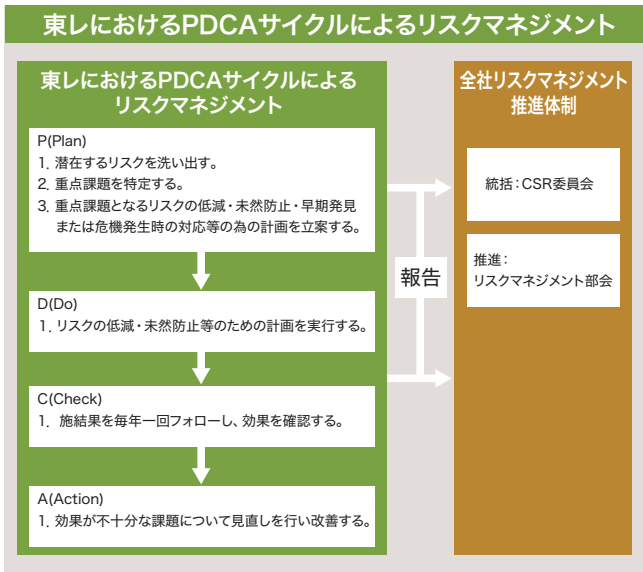 東レにおけるPDCAサイクルによるリスクマネジメント
東レにおけるPDCAサイクルによる
リスクマネジメント
P(Plan)
1. 潜在するリスクを洗い出す。
2. 重点課題を特定する。
3. 重点課題となるリスクの低減・未然防止・早期発見
または危機発生時の対応等の為の計画を立案する。
D(Do)
1. リスクの低減・未然防止等のための計画を実行する。
C(Check)
1. 施結果を毎年一回フォローし、効果を確認する。
A(Action)
1. 効果が不十分な課題について見直しを行い改善する。
報告
全社リスクマネジメント
推進体制
統括：CSR委員会
推進：
リスクマネジメント部会